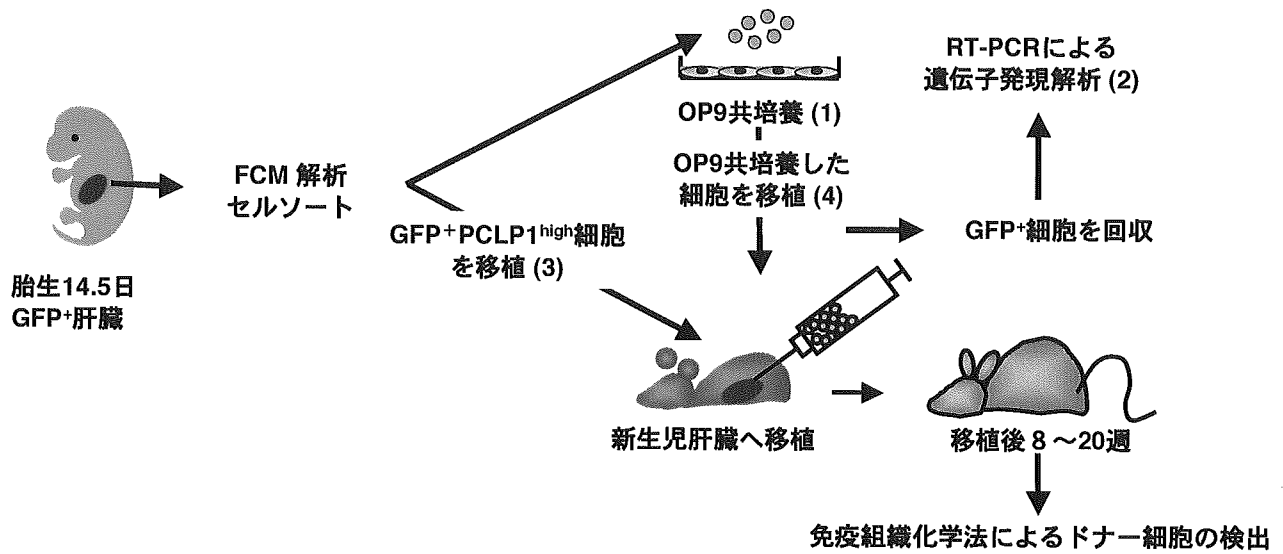 胎生14.5日
GFP⁺肝臓
FCM 解析
セルソート
OP9共培養 (1)
OP9共培養した
細胞を移植 (4)
GFP⁺PCLP1ʰⁱᵍʰ細胞
を移植 (3)
RT-PCRによる
遺伝子発現解析 (2)
GFP⁺細胞を回収
新生児肝臓へ移植
移植後 8 ～20週
免疫組織化学法によるドナー細胞の検出